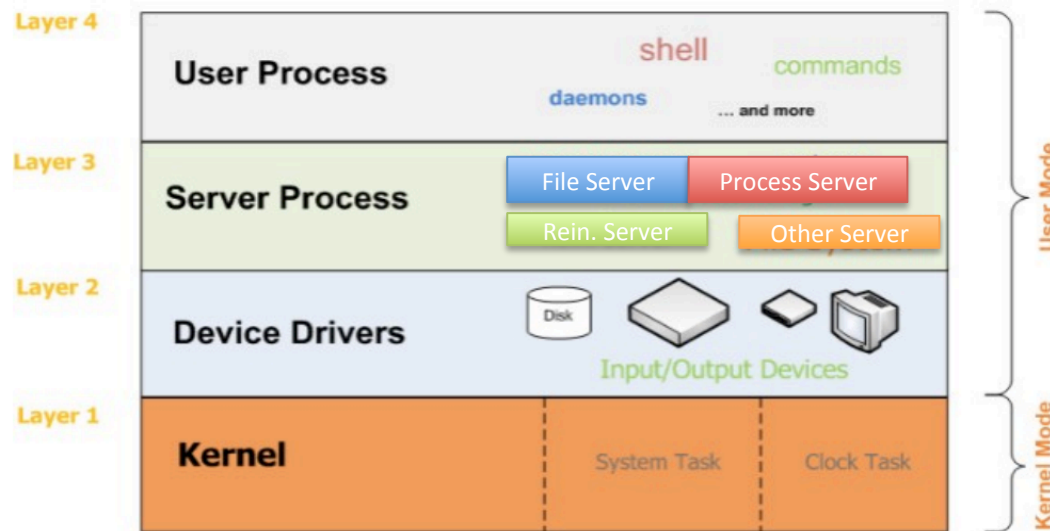 Layer 4
User Process
shell
commands
daemons
... and more
Layer 3
Server Process
File Server
Process Server
Rein. Server
Other Server
User Mode
Layer 2
Device Drivers
Disk
Input/Output Devices
Layer 1
Kernel
System Task
Clock Task
Kernel Mode